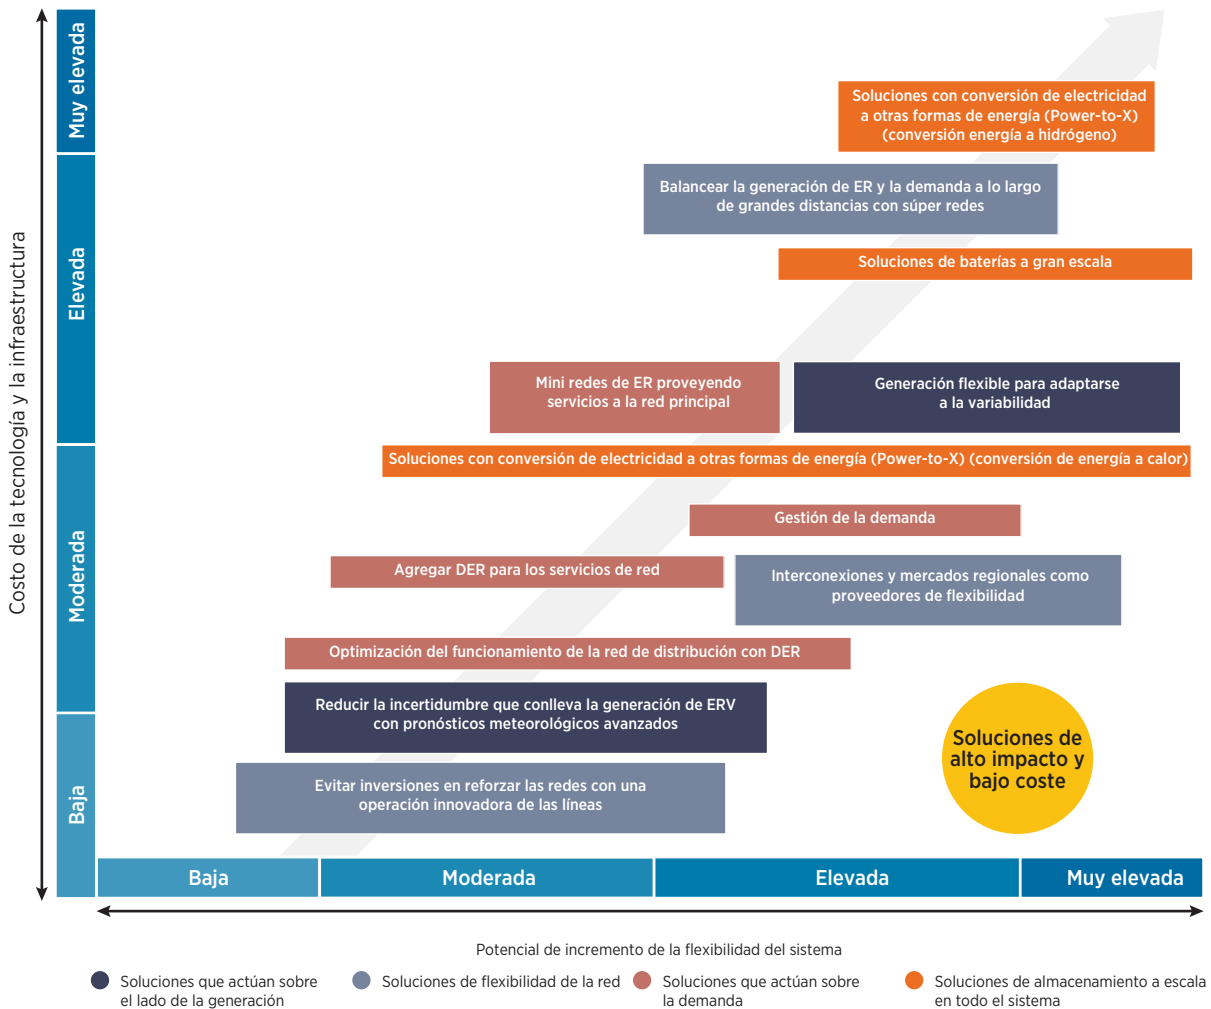 Costo de la tecnología y la infraestructura
Muy elevada
Elevada
Moderada
Baja
Soluciones con conversión de electricidad
a otras formas de energía (Power-to-X)
(conversión energía a hidrógeno)
Balancear la generación de ER y la demanda a lo largo
de grandes distancias con súper redes
Soluciones de baterías a gran escala
Mini redes de ER proveyendo
servicios a la red principal
Generación flexible para adaptarse
a la variabilidad
Soluciones con conversión de electricidad a otras formas de energía (Power-to-X) (conversión de energía a calor)
Gestión de la demanda
Agregar DER para los servicios de red
Interconexiones y mercados regionales como
proveedores de flexibilidad
Optimización del funcionamiento de la red de distribución con DER
Reducir la incertidumbre que conlleva la generación de ERV
con pronósticos meteorológicos avanzados
Soluciones de
alto impacto y
bajo coste
Evitar inversiones en reforzar las redes con una
operación innovadora de las líneas
Baja
Moderada
Elevada
Muy elevada
Potencial de incremento de la flexibilidad del sistema
Soluciones que actúan sobre
el lado de la generación
Soluciones de flexibilidad de la red
Soluciones que actúan sobre
la demanda
Soluciones de almacenamiento a escala
en todo el sistema